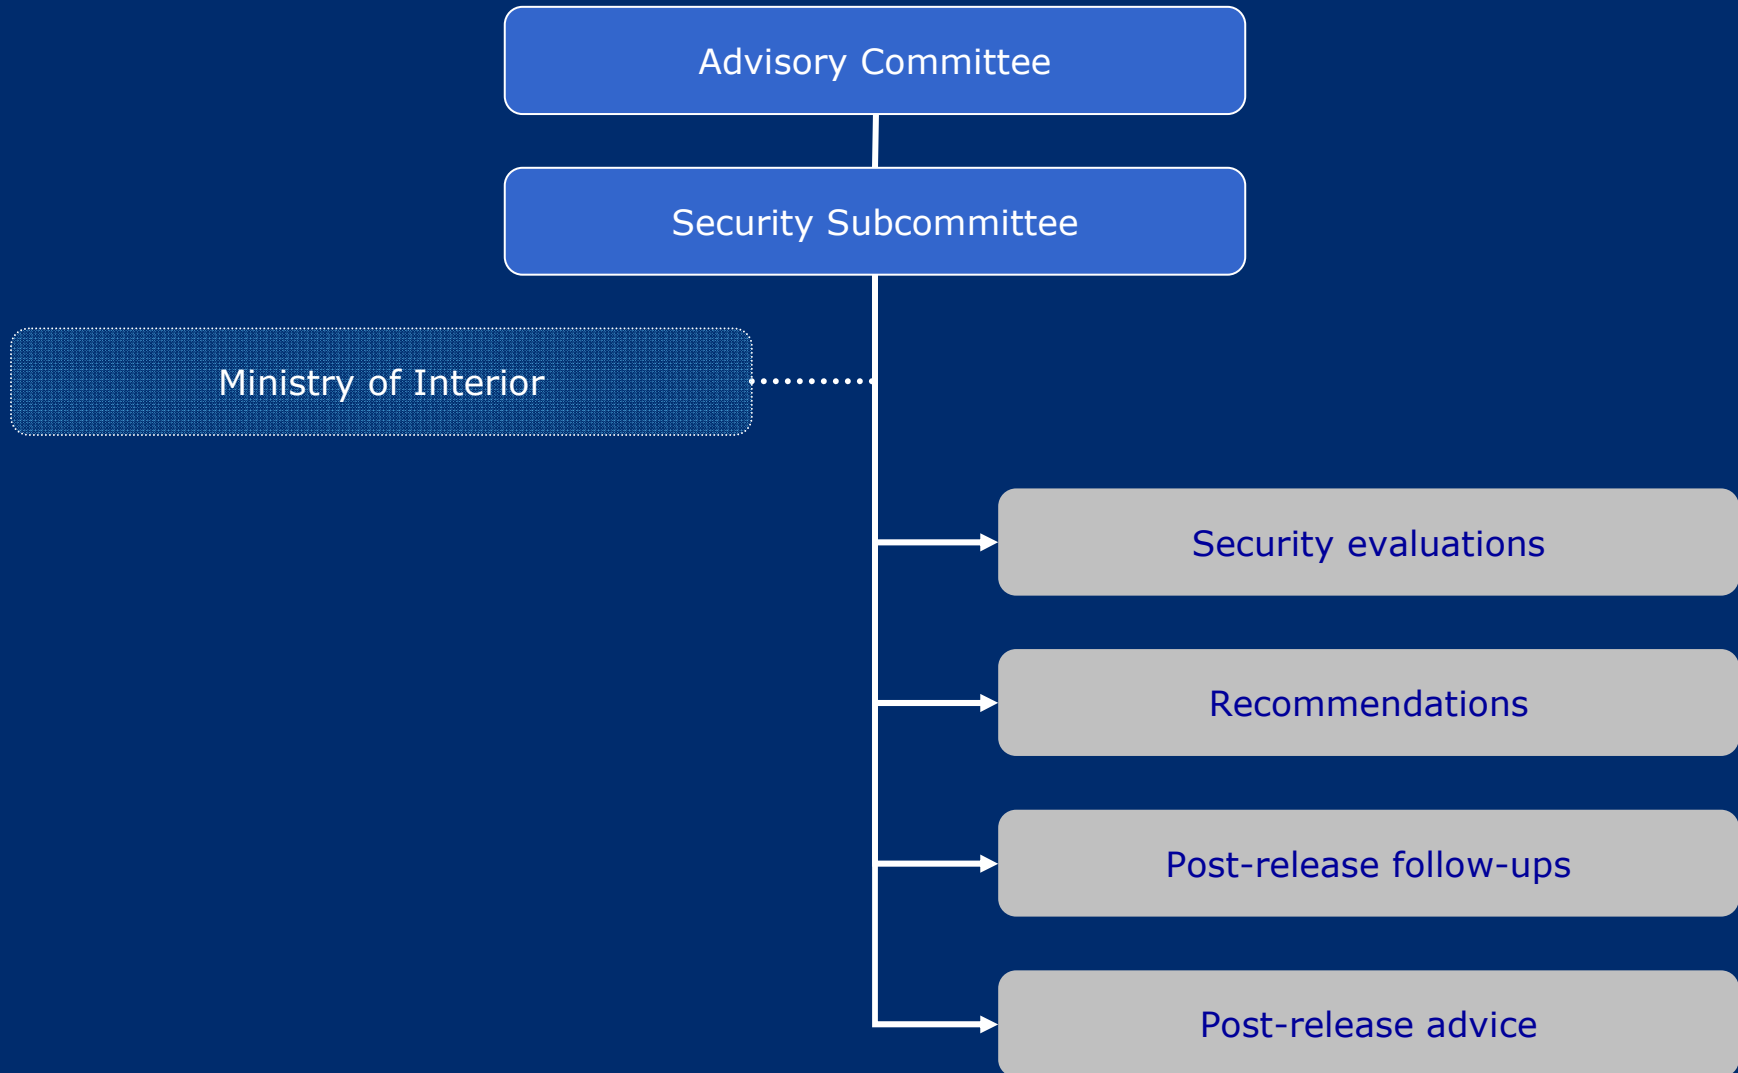 Advisory Committee
Security Subcommittee
Ministry of Interior
Security evaluations
Recommendations
Post-release follow-ups
Post-release advice